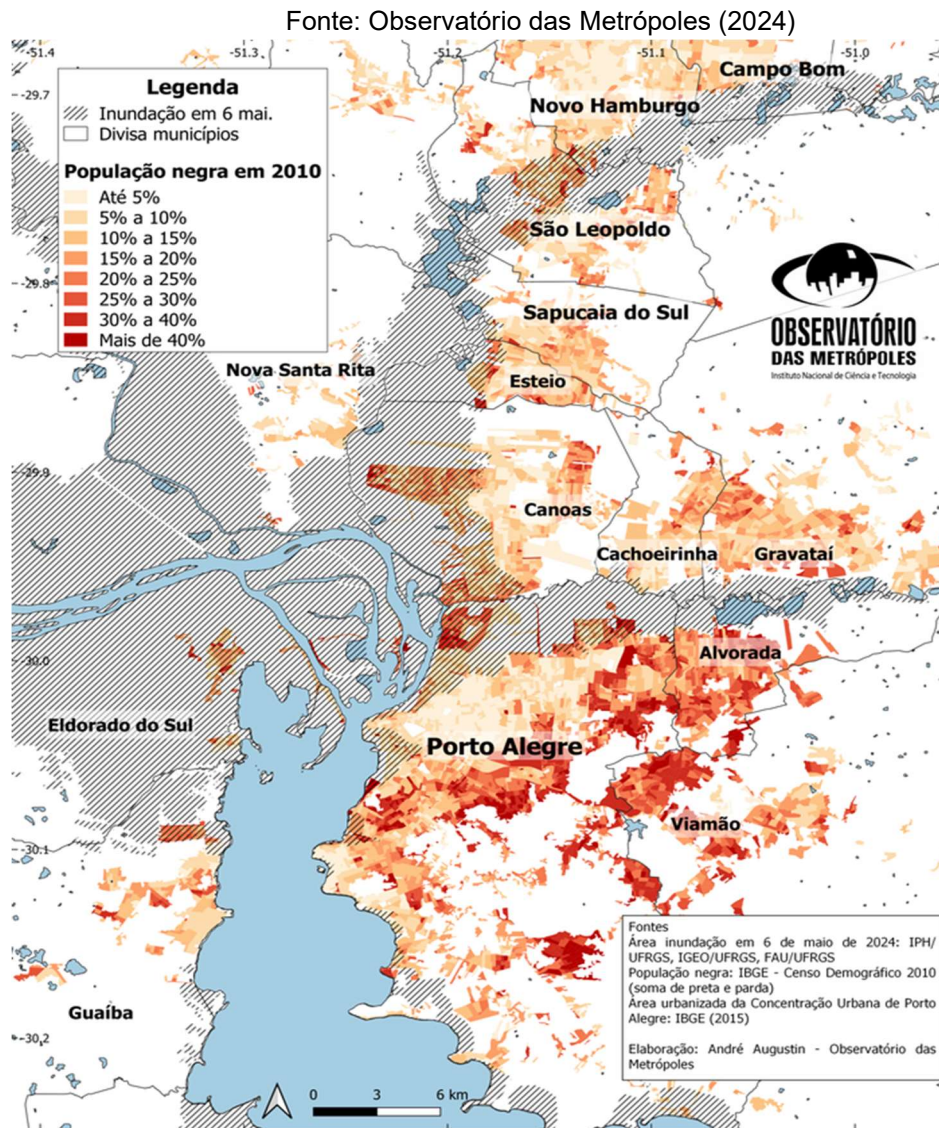 Fonte: Observatório das Metrópoles (2024)
-51.4
-51.3
-51.2
-51.1
-51.0
Legenda
Inundação em 6 mai.
Divisa municípios
População negra em 2010
Até 5%
5% a 10%
10% a 15%
15% a 20%
20% a 25%
25% a 30%
30% a 40%
Mais de 40%
-29.7
Campo Bom
Novo Hamburgo
São Leopoldo
-29.8
Sapucaia do Sul
OBSERVATÓRIO
DAS METRÓPOLES
Instituto Nacional de Ciência e Tecnologia
Nova Santa Rita
Esteio
-29.9
Canoas
Cachoeirinha
Gravataí
-30.0
Alvorada
Eldorado do Sul
Porto Alegre
Viamão
-30.1
Guaíba
-30.2
Fontes
Área inundação em 6 de maio de 2024: IPH/
UFRGS, IGEO/UFRGS, FAU/UFRGS
População negra: IBGE - Censo Demográfico 2010
(soma de preta e parda)
Área urbanizada da Concentração Urbana de Porto
Alegre: IBGE (2015)
Elaboração: André Augustin - Observatório das
Metrópoles
0 3 6 km